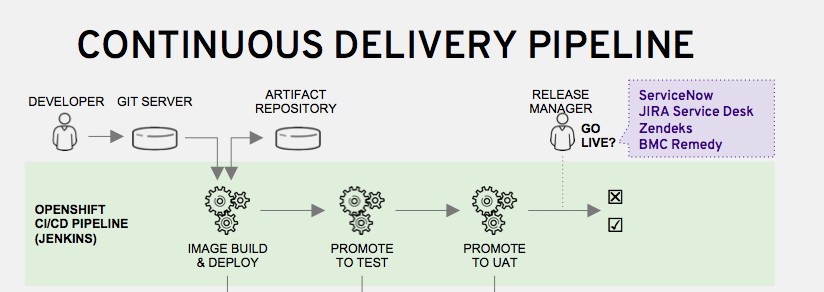 CONTINUOUS DELIVERY PIPELINE
DEVELOPER
GIT SERVER
ARTIFACT
REPOSITORY
RELEASE
MANAGER
GO
LIVE?
ServiceNow
JIRA Service Desk
Zendeks
BMC Remedy
OPENSHIFT
CI/CD PIPELINE
(JENKINS)
IMAGE BUILD
& DEPLOY
PROMOTE
TO TEST
PROMOTE
TO UAT